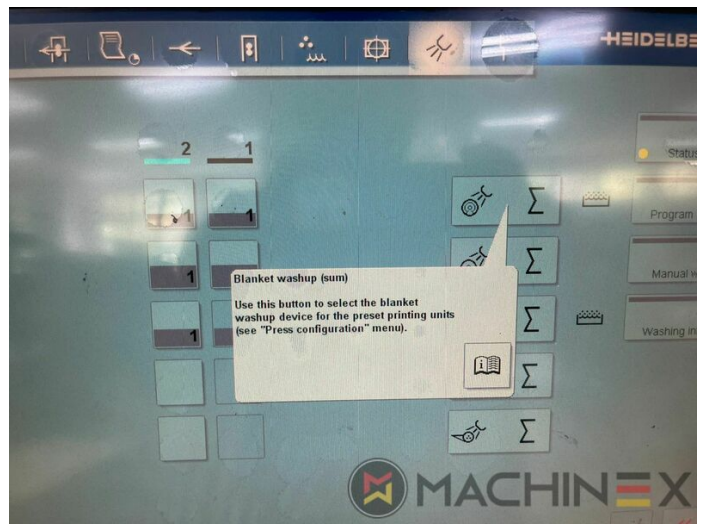 HEIDELBE
2 1
Status
1 1
Program
1
Manual w
Blanket washup (sum)
Use this button to select the blanket
washup device for the preset printing units
(see "Press configuration" menu).
1
Washing in
MACHINEX